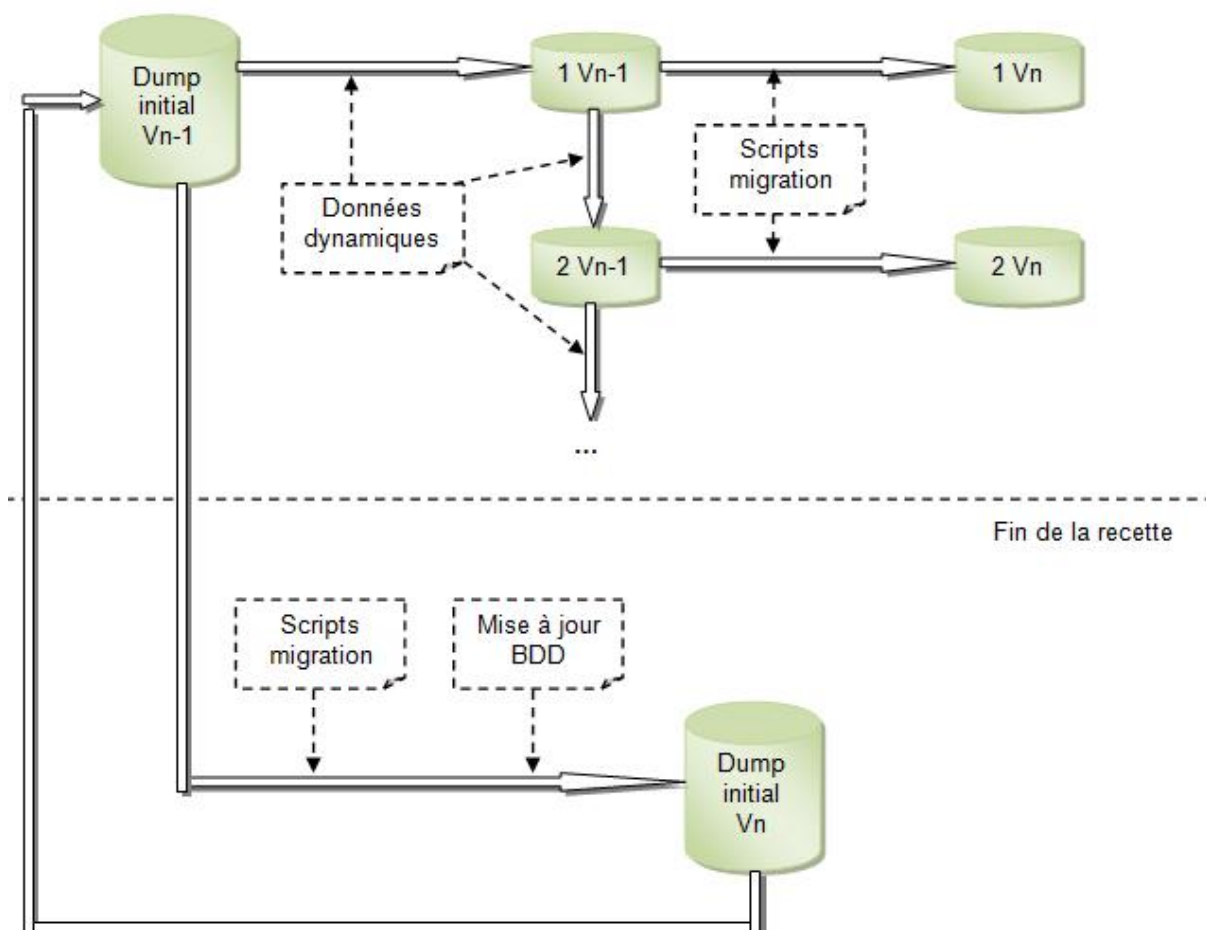 Dump
initial
Vn-1
1 Vn-1
1 Vn
Scripts
migration
Données
dynamiques
2 Vn-1
2 Vn
...
Fin de la recette
Scripts
migration
Mise à jour
BDD
Dump
initial
Vn